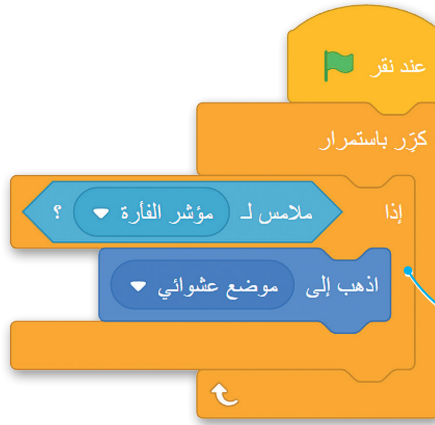 عند نقر
كرّر باستمرار
إذا ملامس لـ مؤشر الفأرة ؟
اذهب إلى موضع عشوائي